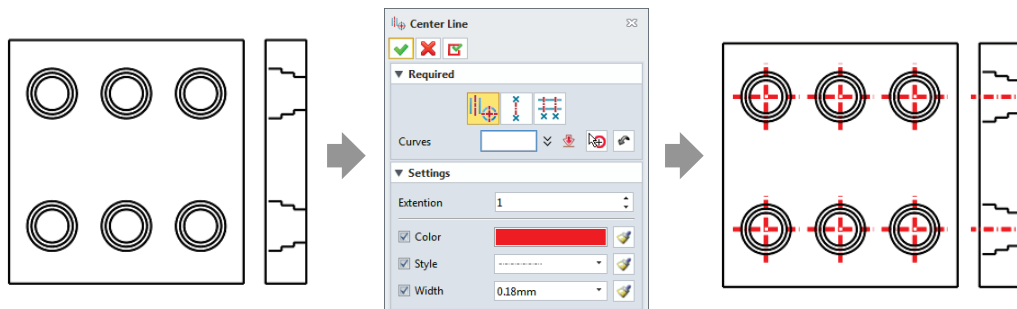 Center Line
Required
Curves
Settings
Extention 1
Color
Style
Width 0.18mm